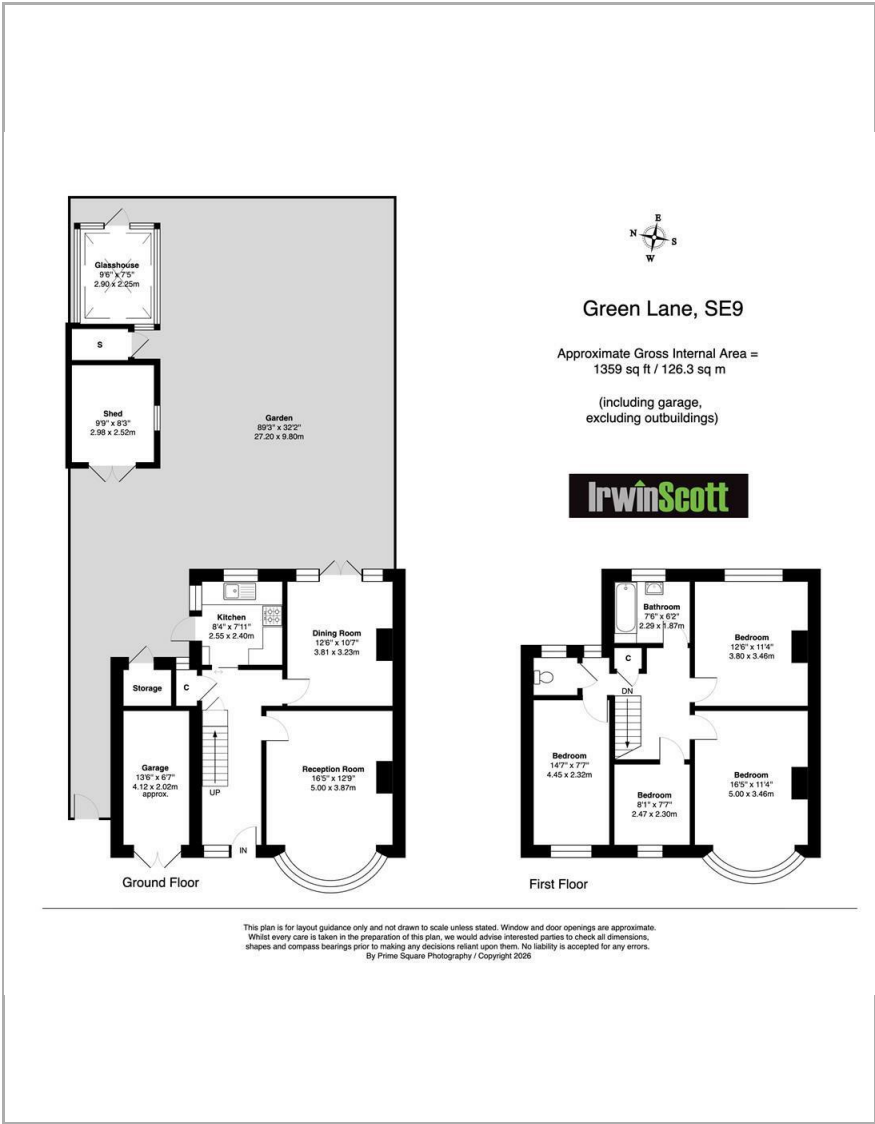 Glasshouse
9'6" x 7'5"
2.90 x 2.25m
S
Shed
9'9" x 8'3"
2.98 x 2.52m
Garden
89'3" x 32'2"
27.20 x 9.80m
Kitchen
8'4" x 7'11"
2.55 x 2.40m
Dining Room
12'6" x 10'7"
3.81 x 3.23m
Storage
C
Garage
13'6" x 6'7"
4.12 x 2.02m
approx.
UP
Reception Room
16'5" x 12'9"
5.00 x 3.87m
IN
Ground Floor
E
N
S
W
Green Lane, SE9
Approximate Gross Internal Area =
1359 sq ft / 126.3 sq m
(including garage,
excluding outbuildings)
IrwinScott
Bathroom
7'6" x 6'2"
2.29 x 1.87m
Bedroom
12'6" x 11'4"
3.80 x 3.46m
C
DN
Bedroom
14'7" x 7'7"
4.45 x 2.32m
Bedroom
8'1" x 7'7"
2.47 x 2.30m
Bedroom
16'5" x 11'4"
5.00 x 3.46m
First Floor
This plan is for layout guidance only and not drawn to scale unless stated. Window and door openings are approximate.
Whilst every care is taken in the preparation of this plan, we would advise interested parties to check all dimensions,
shapes and compass bearings prior to making any decisions reliant upon them. No liability is accepted for any errors.
By Prime Square Photography / Copyright 2026